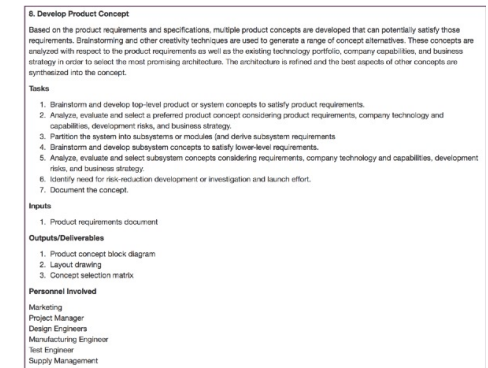 8. Develop Product Concept
Based on the product requirements and specifications, multiple product concepts are developed that can potentially satisfy those
requirements. Brainstorming and other creativity techniques are used to generate a range of concept alternatives. These concepts are
analyzed with respect to the product requirements as well as the existing technology portfolio, company capabilities, and business
strategy in order to select the most promising architecture. The architecture is refined and the best aspects of other concepts are
synthesized into the concept.
Tasks
1. Brainstorm and develop top-level product or system concepts to satisfy product requirements.
2. Analyze, evaluate and select a preferred product concept considering product requirements, company technology and
capabilities, development risks, and business strategy.
3. Partition the system into subsystems or modules (and derive subsystem requirements
4. Brainstorm and develop subsystem concepts to satisfy lower-level requirements.
5. Analyze, evaluate and select subsystem concepts considering requirements, company technology and capabilities, development
risks, and business strategy.
6. Identify need for risk-reduction development or investigation and launch effort.
7. Document the concept.
Inputs
1. Product requirements document
Outputs/Deliverables
1. Product concept block diagram
2. Layout drawing
3. Concept selection matrix
Personnel Involved
Marketing
Project Manager
Design Engineers
Manufacturing Engineer
Test Engineer
Supply Management